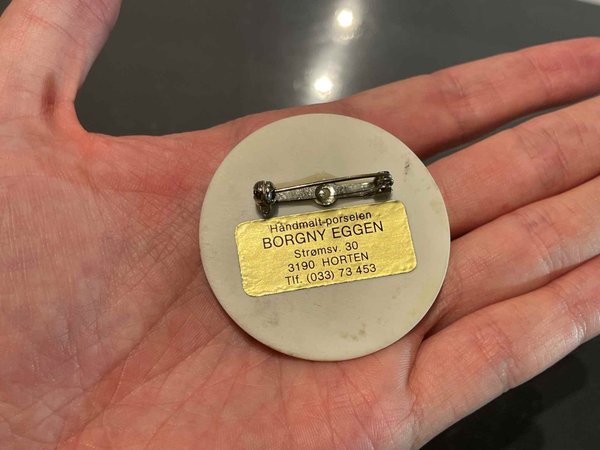 Håndmalt porselen
BORGNY EGGEN
Strømsv. 30
3190 HORTEN
Tlf. (033) 73 453